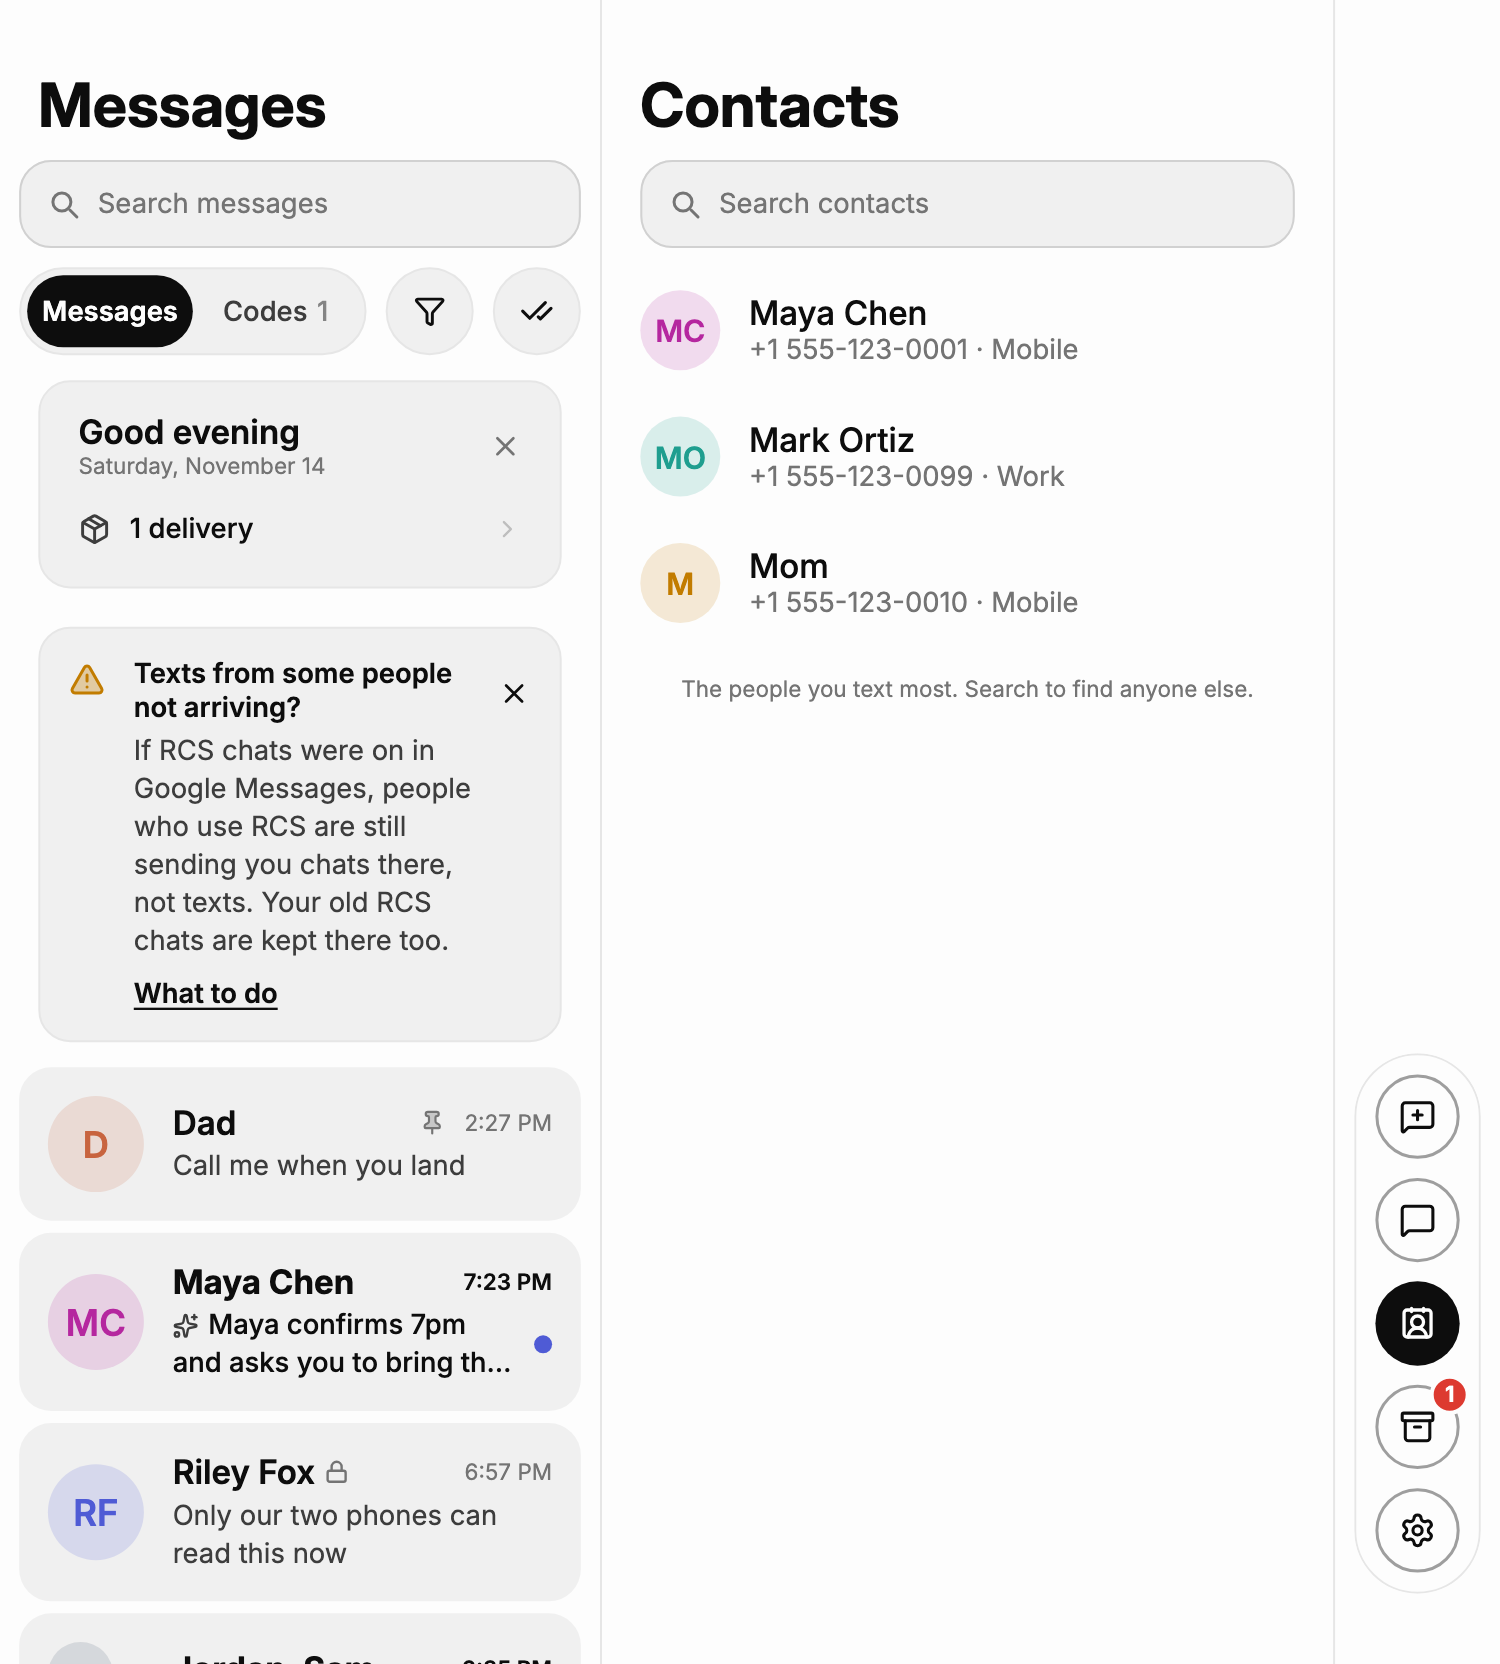 Messages
Search messages
Messages
Codes 1
Good evening
Saturday, November 14
1 delivery
Texts from some people
not arriving?
If RCS chats were on in
Google Messages, people
who use RCS are still
sending you chats there,
not texts. Your old RCS
chats are kept there too.
What to do
D
Dad
2:27 PM
Call me when you land
MC
Maya Chen
7:23 PM
Maya confirms 7pm
and asks you to bring th...
RF
Riley Fox
6:57 PM
Only our two phones can
read this now
Contacts
Search contacts
MC
Maya Chen
+1 555-123-0001 · Mobile
MO
Mark Ortiz
+1 555-123-0099 · Work
M
Mom
+1 555-123-0010 · Mobile
The people you text most. Search to find anyone else.
1